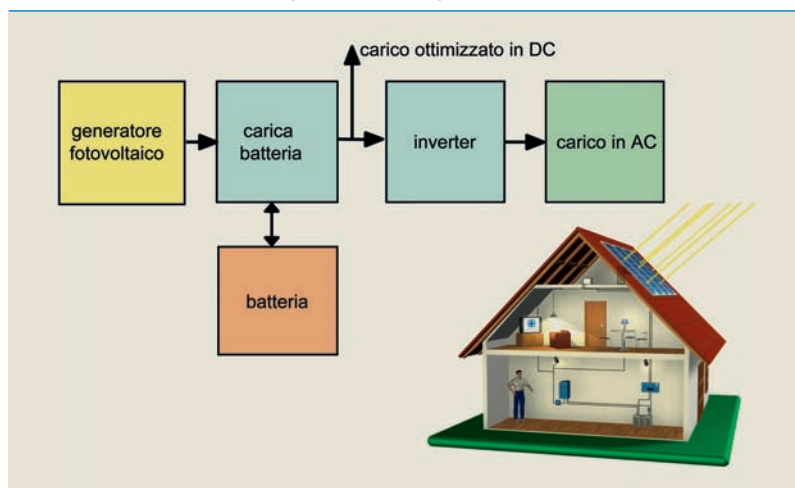 carico ottimizzato in DC
generatore
fotovoltaico
carica
batteria
inverter
carico in AC
batteria